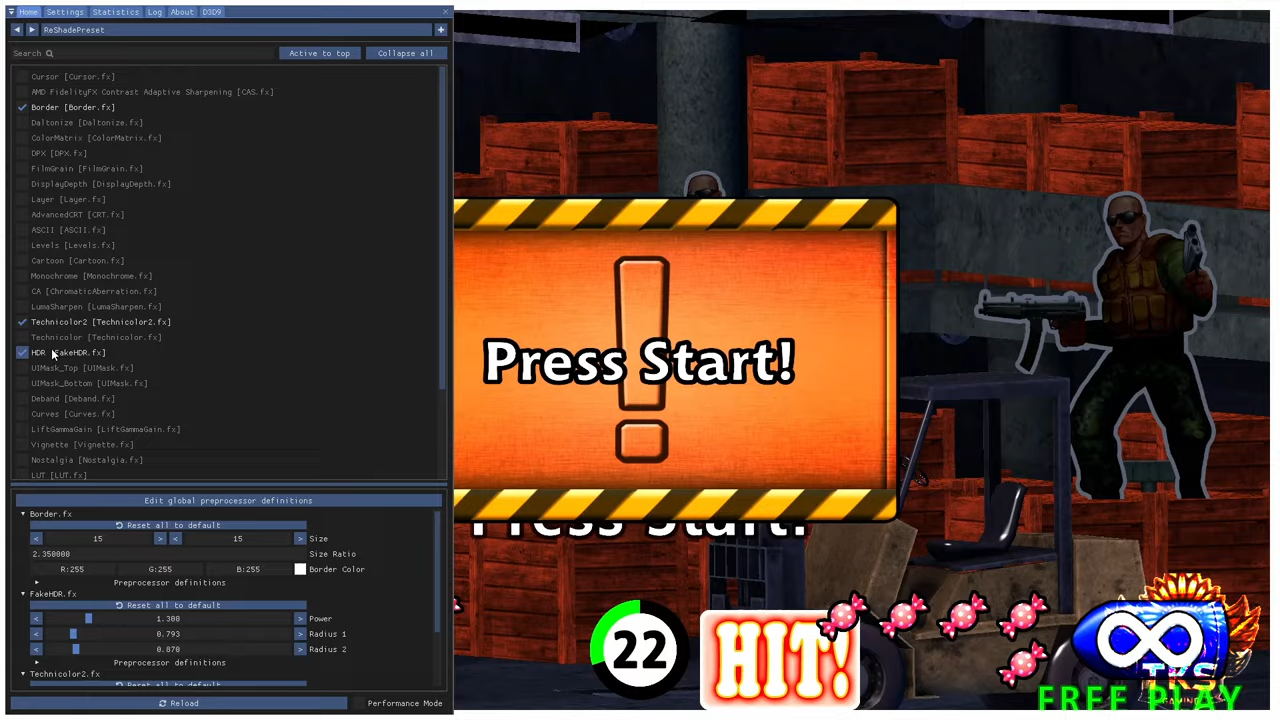 Home Settings Statistics Log About D3D9
ReShadePreset +
Search Active to top Collapse all
Cursor [Cursor.fx]
AMD FidelityFX Contrast Adaptive Sharpening [CAS.fx]
Border [Border.fx]
Daltonize [Daltonize.fx]
ColorMatrix [ColorMatrix.fx]
DPX [DPX.fx]
FilmGrain [FilmGrain.fx]
DisplayDepth [DisplayDepth.fx]
Layer [Layer.fx]
AdvancedCRT [CRT.fx]
ASCII [ASCII.fx]
Levels [Levels.fx]
Cartoon [Cartoon.fx]
Monochrome [Monochrome.fx]
CA [ChromaticAberration.fx]
LumaSharpen [LumaSharpen.fx]
Technicolor2 [Technicolor2.fx]
Technicolor [Technicolor.fx]
HDR [FakeHDR.fx]
UIMask_Top [UIMask.fx]
UIMask_Bottom [UIMask.fx]
Deband [Deband.fx]
Curves [Curves.fx]
LiftGammaGain [LiftGammaGain.fx]
Vignette [Vignette.fx]
Nostalgia [Nostalgia.fx]
LUT [LUT.fx]
Edit global preprocessor definitions
Border.fx
Reset all to default
< 15 > < 15 > Size
2.350000 Size Ratio
R:255 G:255 B:255 Border Color
Preprocessor definitions
FakeHDR.fx
Reset all to default
< 1.300 > Power
< 0.793 > Radius 1
< 0.870 > Radius 2
Preprocessor definitions
Technicolor2.fx
Reload Performance Mode
Press Start!
Press Start!
22
HIT!
TKS
GAMING
FREE PLAY